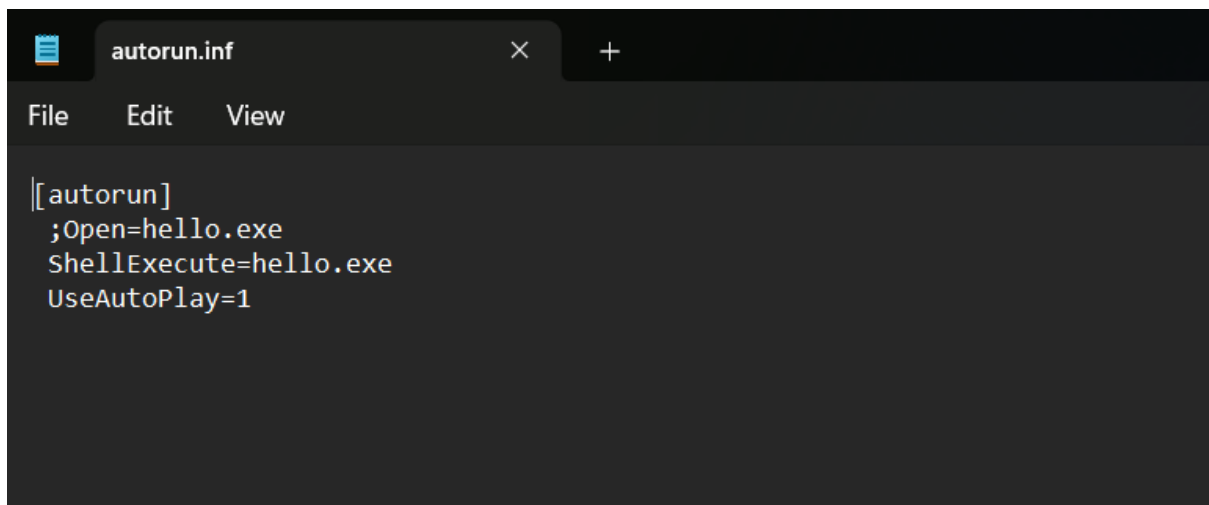 autorun.inf
File Edit View
[autorun]
;Open=hello.exe
ShellExecute=hello.exe
UseAutoPlay=1